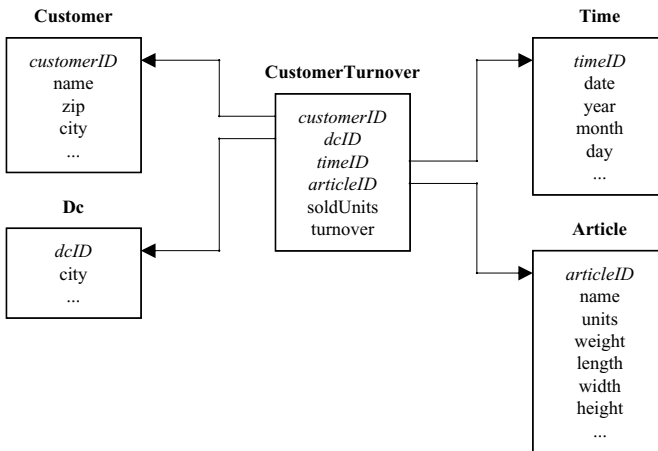 Customer
customerID
name
zip
city
...
Dc
dcID
city
...
CustomerTurnover
customerID
dcID
timeID
articleID
soldUnits
turnover
Time
timeID
date
year
month
day
...
Article
articleID
name
units
weight
length
width
height
...